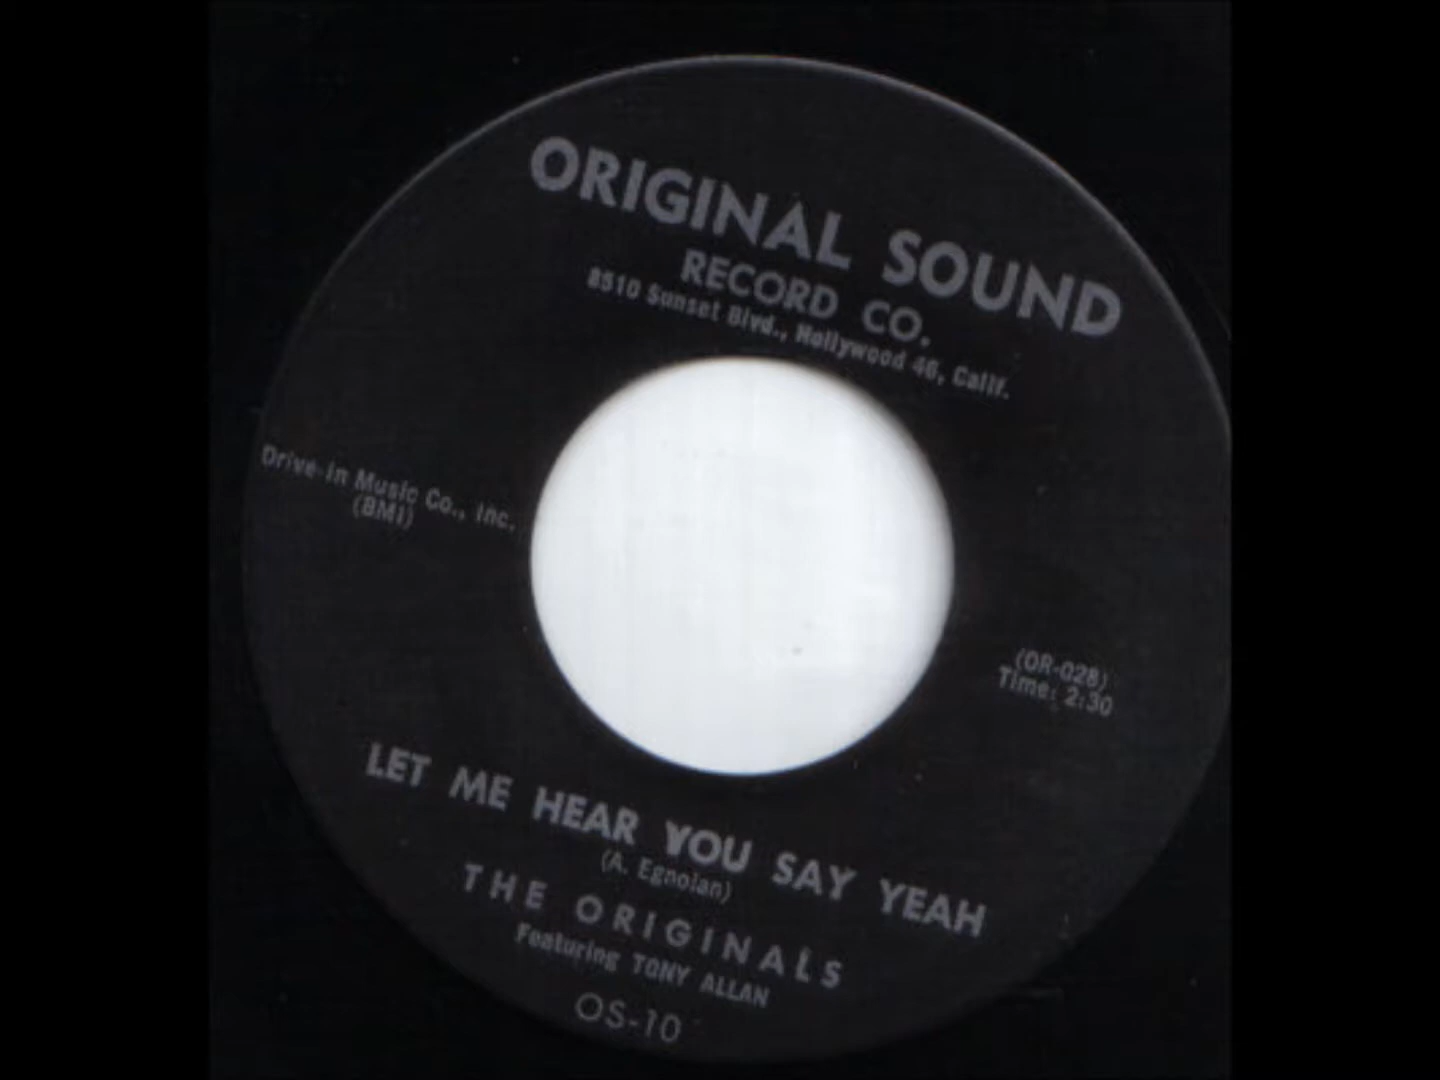 ORIGINAL SOUND
RECORD CO.
8510 Sunset Blvd., Hollywood 46, Calif.
Drive-In Music Co., Inc.
(BMI)
(OR-028)
Time: 2:30
LET ME HEAR YOU SAY YEAH
(A. Egnoian)
THE ORIGINALS
Featuring TONY ALLAN
OS-10